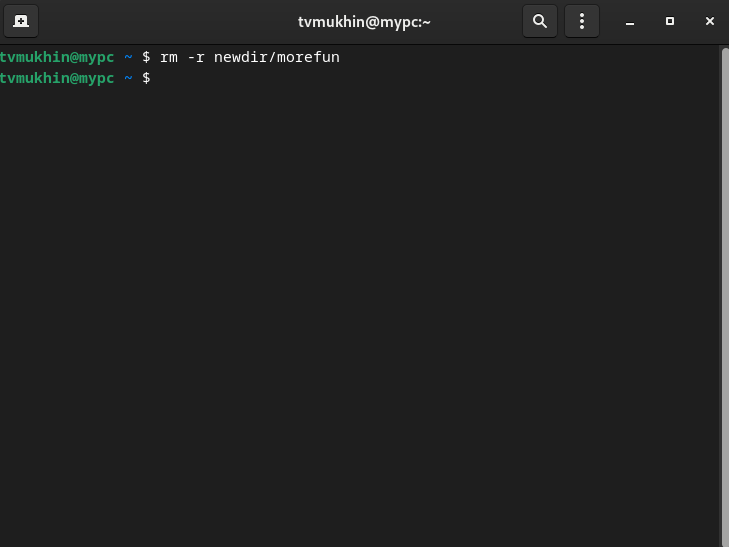 tvmukhin@mypc:~
tvmukhin@mypc ~ $ rm -r newdir/morefun
tvmukhin@mypc ~ $